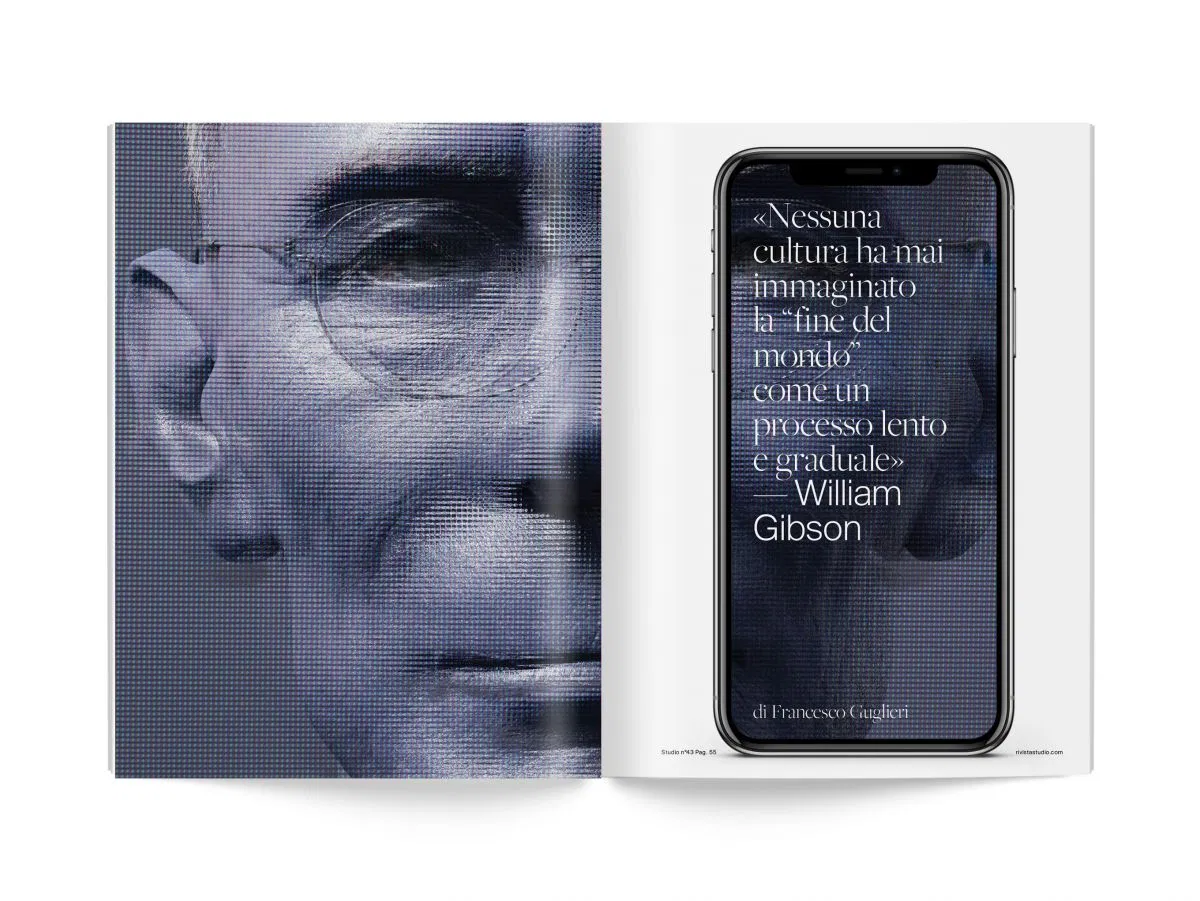 «Nessuna
cultura ha mai
immaginato
la “fine del
mondo”
come un
processo lento
e graduale»
— William
Gibson
di Francesco Guglieri
Studio n°43 Pag. 55
rivistastudio.com